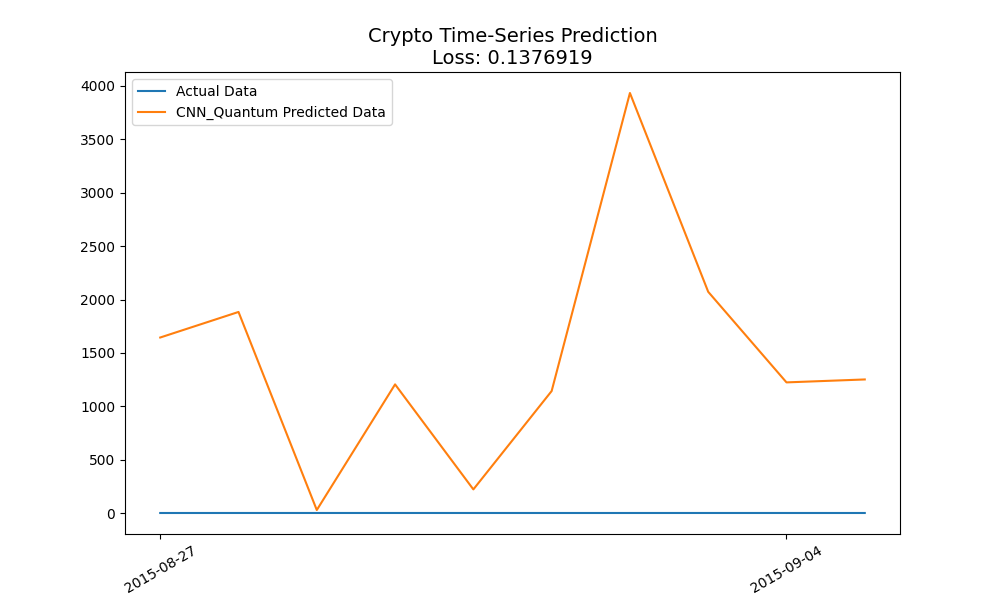 Crypto Time-Series Prediction
Loss: 0.1376919
Actual Data
CNN_Quantum Predicted Data
4000
3500
3000
2500
2000
1500
1000
500
0
2015-08-27
2015-09-04